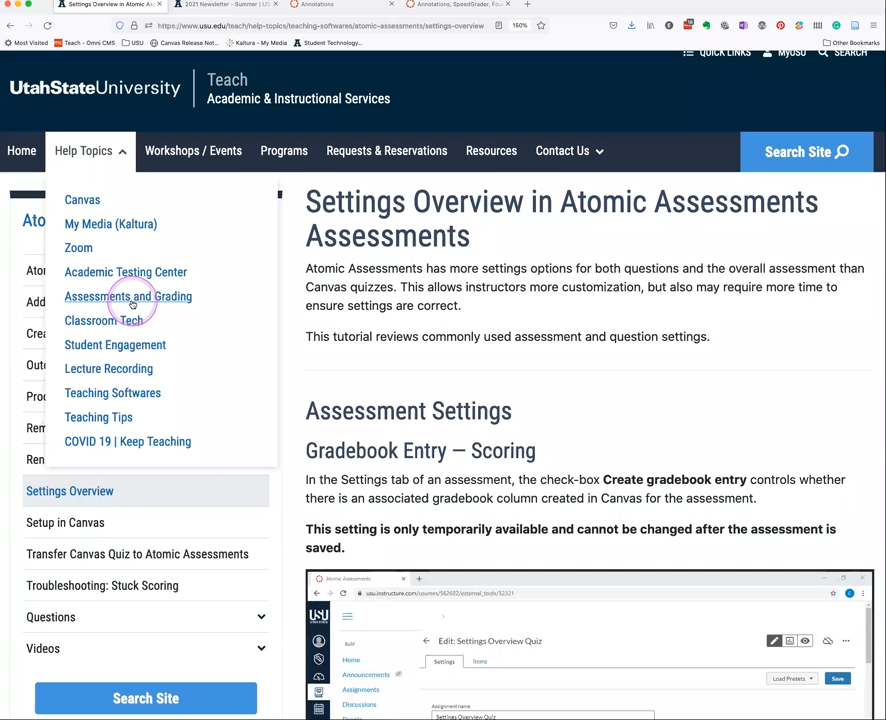 Settings Overview in Atomic As
2021 Newsletter - Summer | US
Annotations
Annotations, SpeedGrader, Fou
https://www.usu.edu/teach/help-topics/teaching-softwares/atomic-assessments/settings-overview
150%
Most Visited
Teach - Omni CMS
USU
Canvas Release Not...
Kaltura - My Media
Student Technology...
Other Bookmarks
UtahStateUniversity
Teach
Academic & Instructional Services
QUICK LINKS
MyUSU
SEARCH
Home
Help Topics
Workshops / Events
Programs
Requests & Reservations
Resources
Contact Us
Search Site
Canvas
My Media (Kaltura)
Zoom
Academic Testing Center
Assessments and Grading
Classroom Tech
Student Engagement
Lecture Recording
Teaching Softwares
Teaching Tips
COVID 19 | Keep Teaching
Settings Overview
Setup in Canvas
Transfer Canvas Quiz to Atomic Assessments
Troubleshooting: Stuck Scoring
Questions
Videos
Search Site
Settings Overview in Atomic Assessments
Assessments
Atomic Assessments has more settings options for both questions and the overall assessment than
Canvas quizzes. This allows instructors more customization, but also may require more time to
ensure settings are correct.
This tutorial reviews commonly used assessment and question settings.
Assessment Settings
Gradebook Entry — Scoring
In the Settings tab of an assessment, the check-box Create gradebook entry controls whether
there is an associated gradebook column created in Canvas for the assessment.
This setting is only temporarily available and cannot be changed after the assessment is
saved.
Atomic Assessments
usu.instructure.com/courses/562682/external_tools/32321
USU
Edit: Settings Overview Quiz
Home
Announcements
Assignments
Discussions
Settings
Items
Load Presets
Save
Assignment name
Settings Overview Quiz